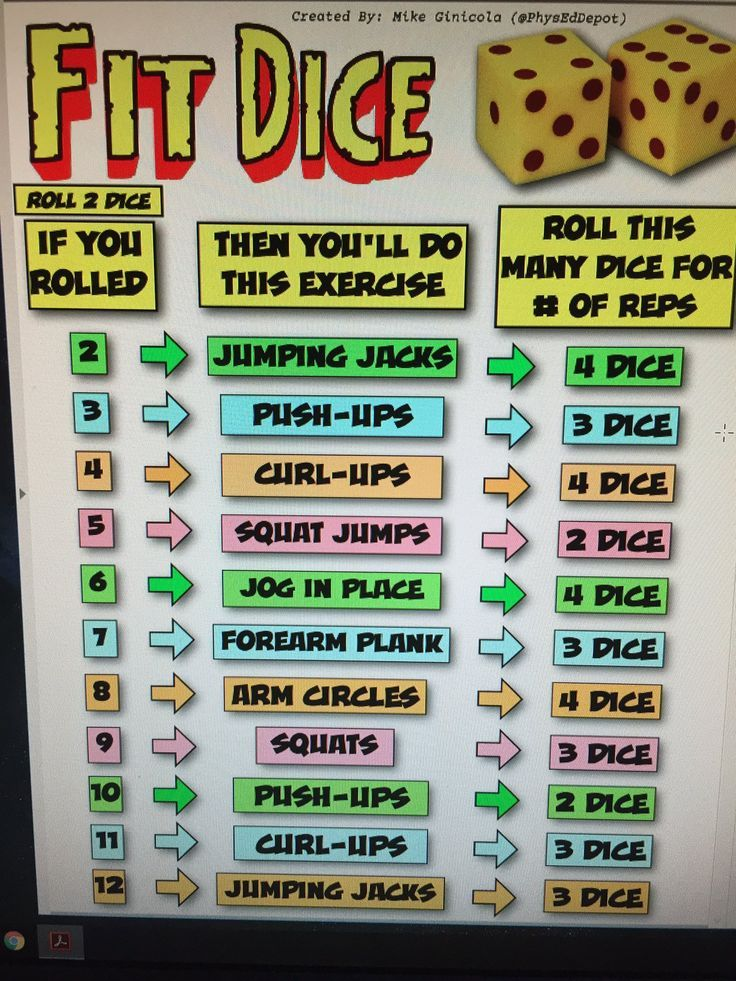 Created By: Mike Ginicola (@PhysEdDepot)
FIT DICE
ROLL 2 DICE
IF YOU
ROLLED
THEN YOU'LL DO
THIS EXERCISE
ROLL THIS
MANY DICE FOR
# OF REPS
2 JUMPING JACKS 4 DICE
3 PUSH-UPS 3 DICE
4 CURL-UPS 4 DICE
5 SQUAT JUMPS 2 DICE
6 JOG IN PLACE 4 DICE
7 FOREARM PLANK 3 DICE
8 ARM CIRCLES 4 DICE
9 SQUATS 3 DICE
10 PUSH-UPS 2 DICE
11 CURL-UPS 3 DICE
12 JUMPING JACKS 3 DICE